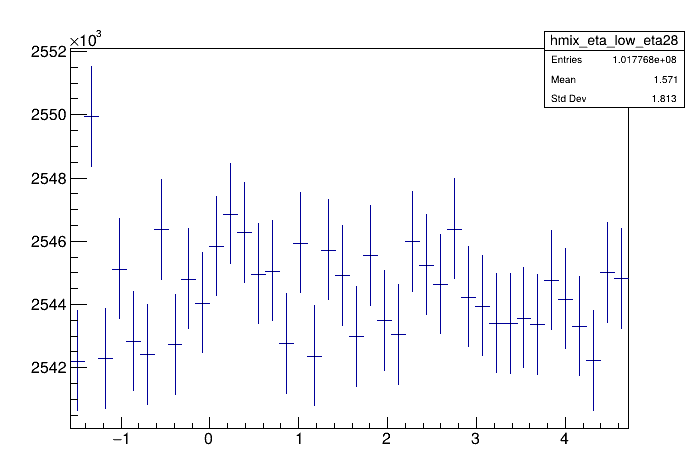 ×10³
hmix_eta_low_eta28
Entries 1.017768e+08
Mean 1.571
Std Dev 1.813
2552
2550
2548
2546
2544
2542
−1 0 1 2 3 4